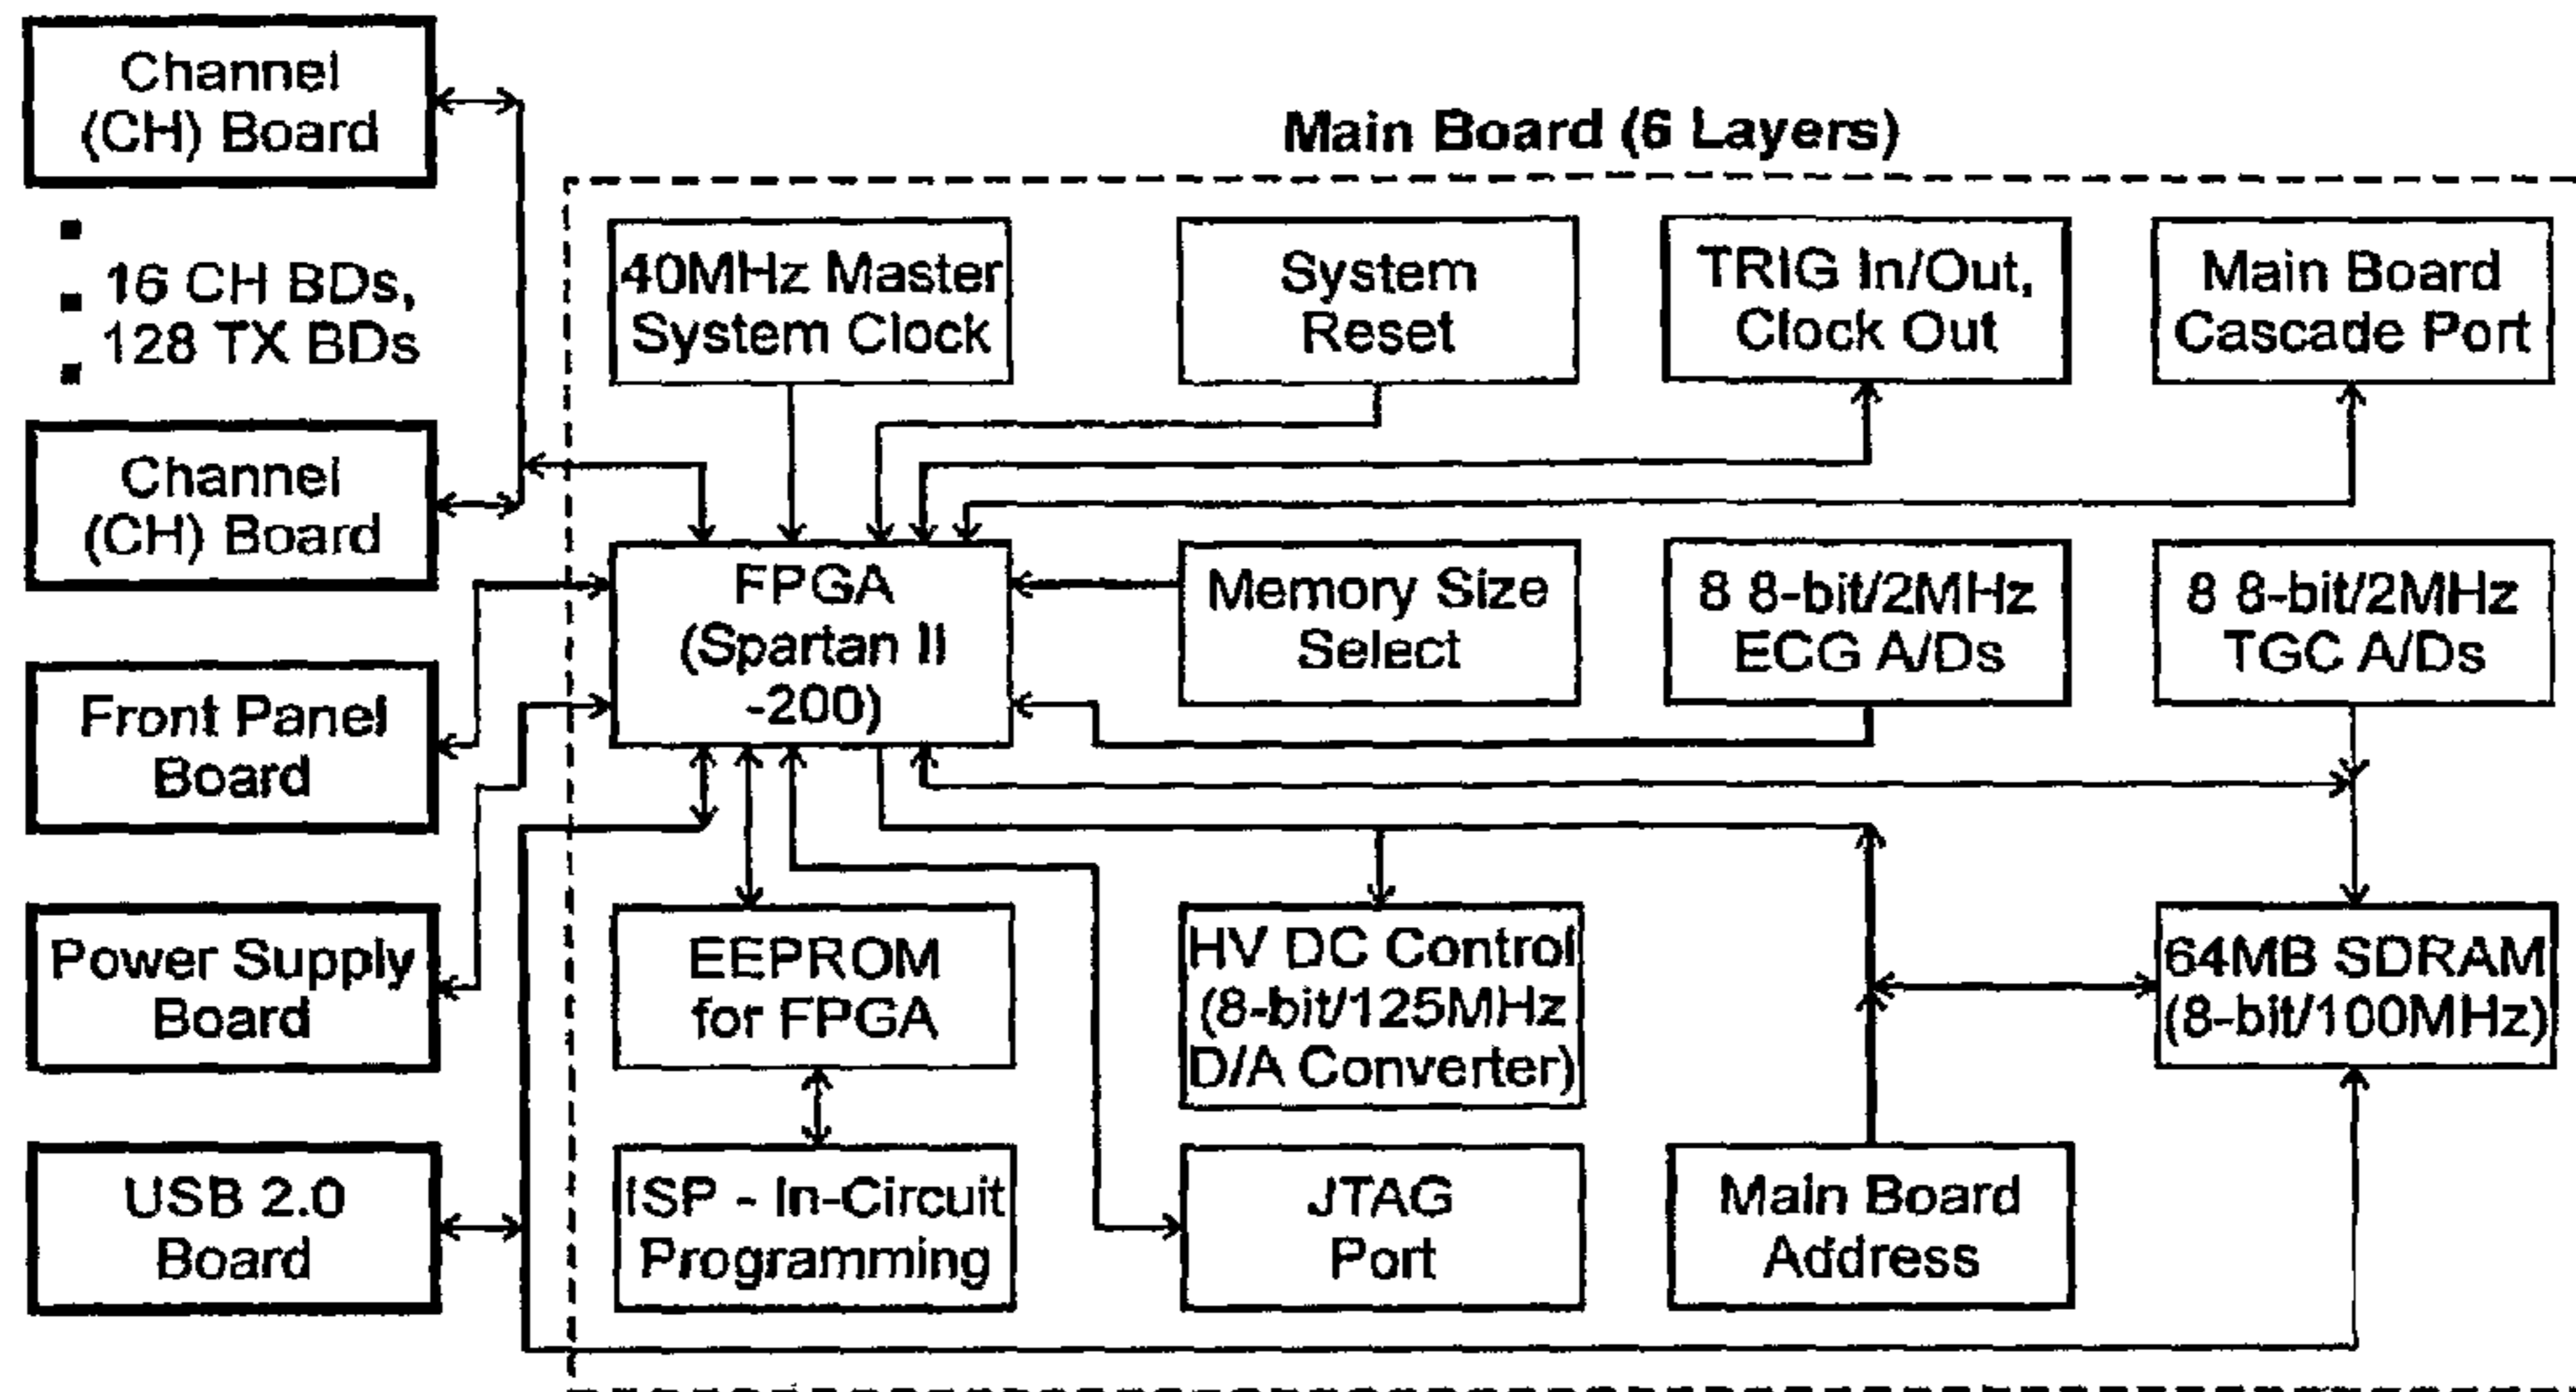 Channel
(CH) Board
Main Board (6 Layers)
16 CH BDs,
128 TX BDs
40MHz Master
System Clock
System
Reset
TRIG In/Out,
Clock Out
Main Board
Cascade Port
Channel
(CH) Board
FPGA
(Spartan II
-200)
Memory Size
Select
8 8-bit/2MHz
ECG A/Ds
8 8-bit/2MHz
TGC A/Ds
Front Panel
Board
Power Supply
Board
EEPROM
for FPGA
HV DC Control
(8-bit/125MHz
D/A Converter)
64MB SDRAM
(8-bit/100MHz)
USB 2.0
Board
ISP - In-Circuit
Programming
JTAG
Port
Main Board
Address